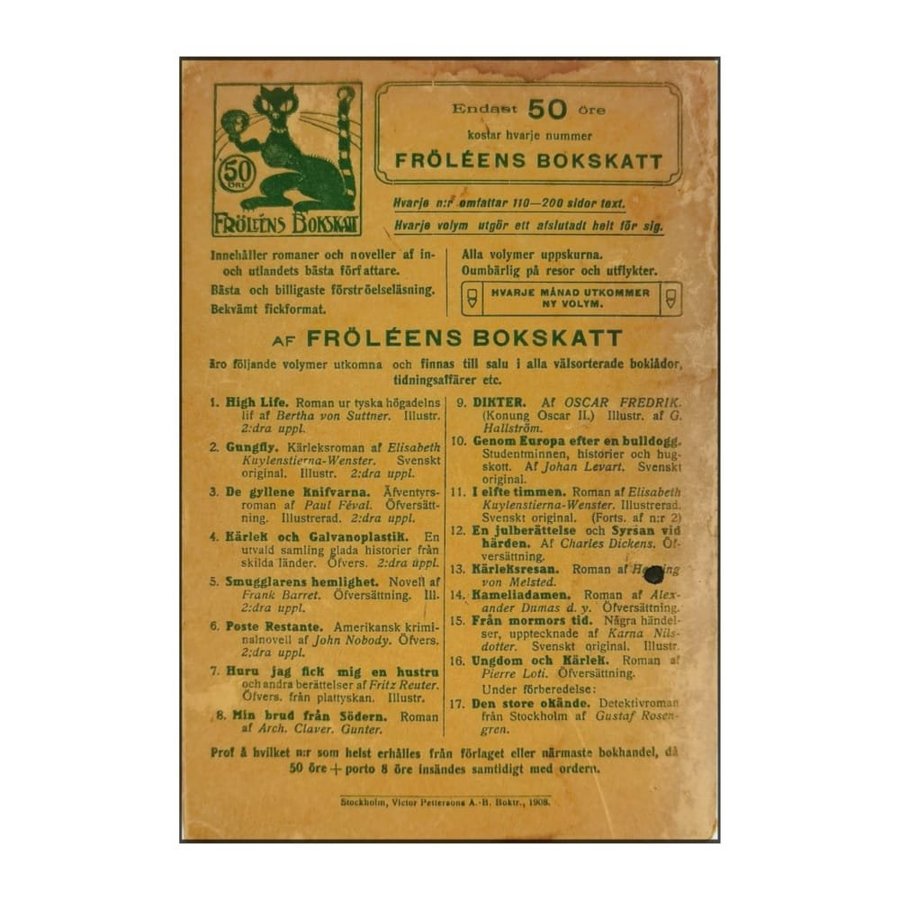 50
ÖRE
FRÖLÉENS BOKSKATT
Endast 50 öre
kostar hvarje nummer
FRÖLÉENS BOKSKATT
Hvarje n:r omfattar 110—200 sidor text.
Hvarje volym utgör ett afslutadt helt för sig.
Innehåller romaner och noveller af in-
och utlandets bästa författare.
Bästa och billigaste förströelseläsning.
Bekvämt fickformat.
Alla volymer uppskurna.
Oumbärlig på resor och utflykter.
HVARJE MÅNAD UTKOMMER
NY VOLYM.
AF FRÖLÉENS BOKSKATT
äro följande volymer utkomna och finnas till salu i alla välsorterade boklådor,
tidningsaffärer etc.
1. High Life. Roman ur tyska högadelns
lif af Bertha von Suttner. Illustr.
2:dra uppl.
2. Gungfly. Kärleksroman af Elisabeth
Kuylenstierna-Wenster. Svenskt
original. Illustr. 2:dra uppl.
3. De gyllene Knifvarna. Äfventyrs-
roman af Paul Féval. Öfversätt-
ning. Illustrerad. 2:dra uppl.
4. Kärlek och Galvanoplastik. En
utvald samling glada historier från
skilda länder. Öfvers. 2:dra uppl.
5. Smugglarens hemlighet. Novell af
Frank Barret. Öfversättning. Ill.
2:dra uppl.
6. Poste Restante. Amerikansk krimi-
nalnovell af John Nobody. Öfvers.
2;dra uppl.
7. Huru jag fick mig en hustru
och andra berättelser af Fritz Reuter.
Öfvers. från plattyskan. Illustr.
8. Min brud från Södern. Roman
af Arch. Claver. Gunter.
9. DIKTER. Af OSCAR FREDRIK.
(Konung Oscar II.) Illustr. af G.
Hallström.
10. Genom Europa efter en bulldogg.
Studentminnen, historier och hug-
skott. Af Johan Levart. Svenskt
original.
11. I elfte timmen. Roman af Elisabeth
Kuylenstierna-Wenster. Illustrerad.
Svenskt original. (Forts. af n:r 2)
12. En julberättelse och Syrsan vid
härden. Af Charles Dickens. Öf-
versättning.
13. Kärleksresan. Roman af
von Melsted.
14. Kameliadamen. Roman af Alex-
ander Dumas d. y. Öfversättning.
15. Från mormors tid. Några händel-
ser, upptecknade af Karna Nils-
dotter. Svenskt original. Illustr.
16. Ungdom och Kärlek. Roman af
Pierre Loti. Öfversättning.
Under förberedelse:
17. Den store okände. Detektivroman
från Stockholm af Gustaf Rosen-
gren.
Prof å hvilket n:r som helst erhålles från förlaget eller närmaste bokhandel, då
50 öre + porto 8 öre insändes samtidigt med ordern.
Stockholm, Victor Pettersons A.-B. Boktr., 1908.